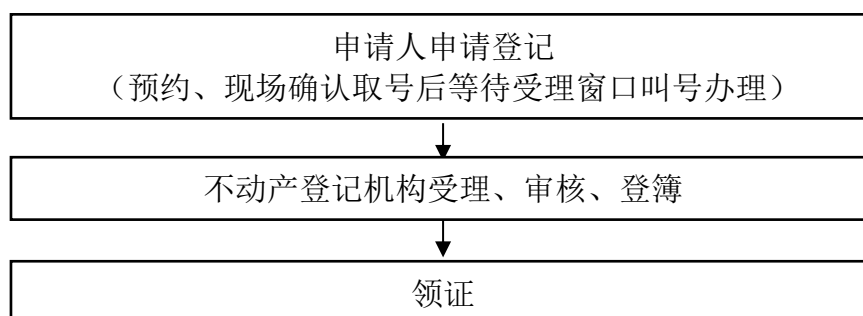 申请人申请登记
（预约、现场确认取号后等待受理窗口叫号办理）
不动产登记机构受理、审核、登簿
领证